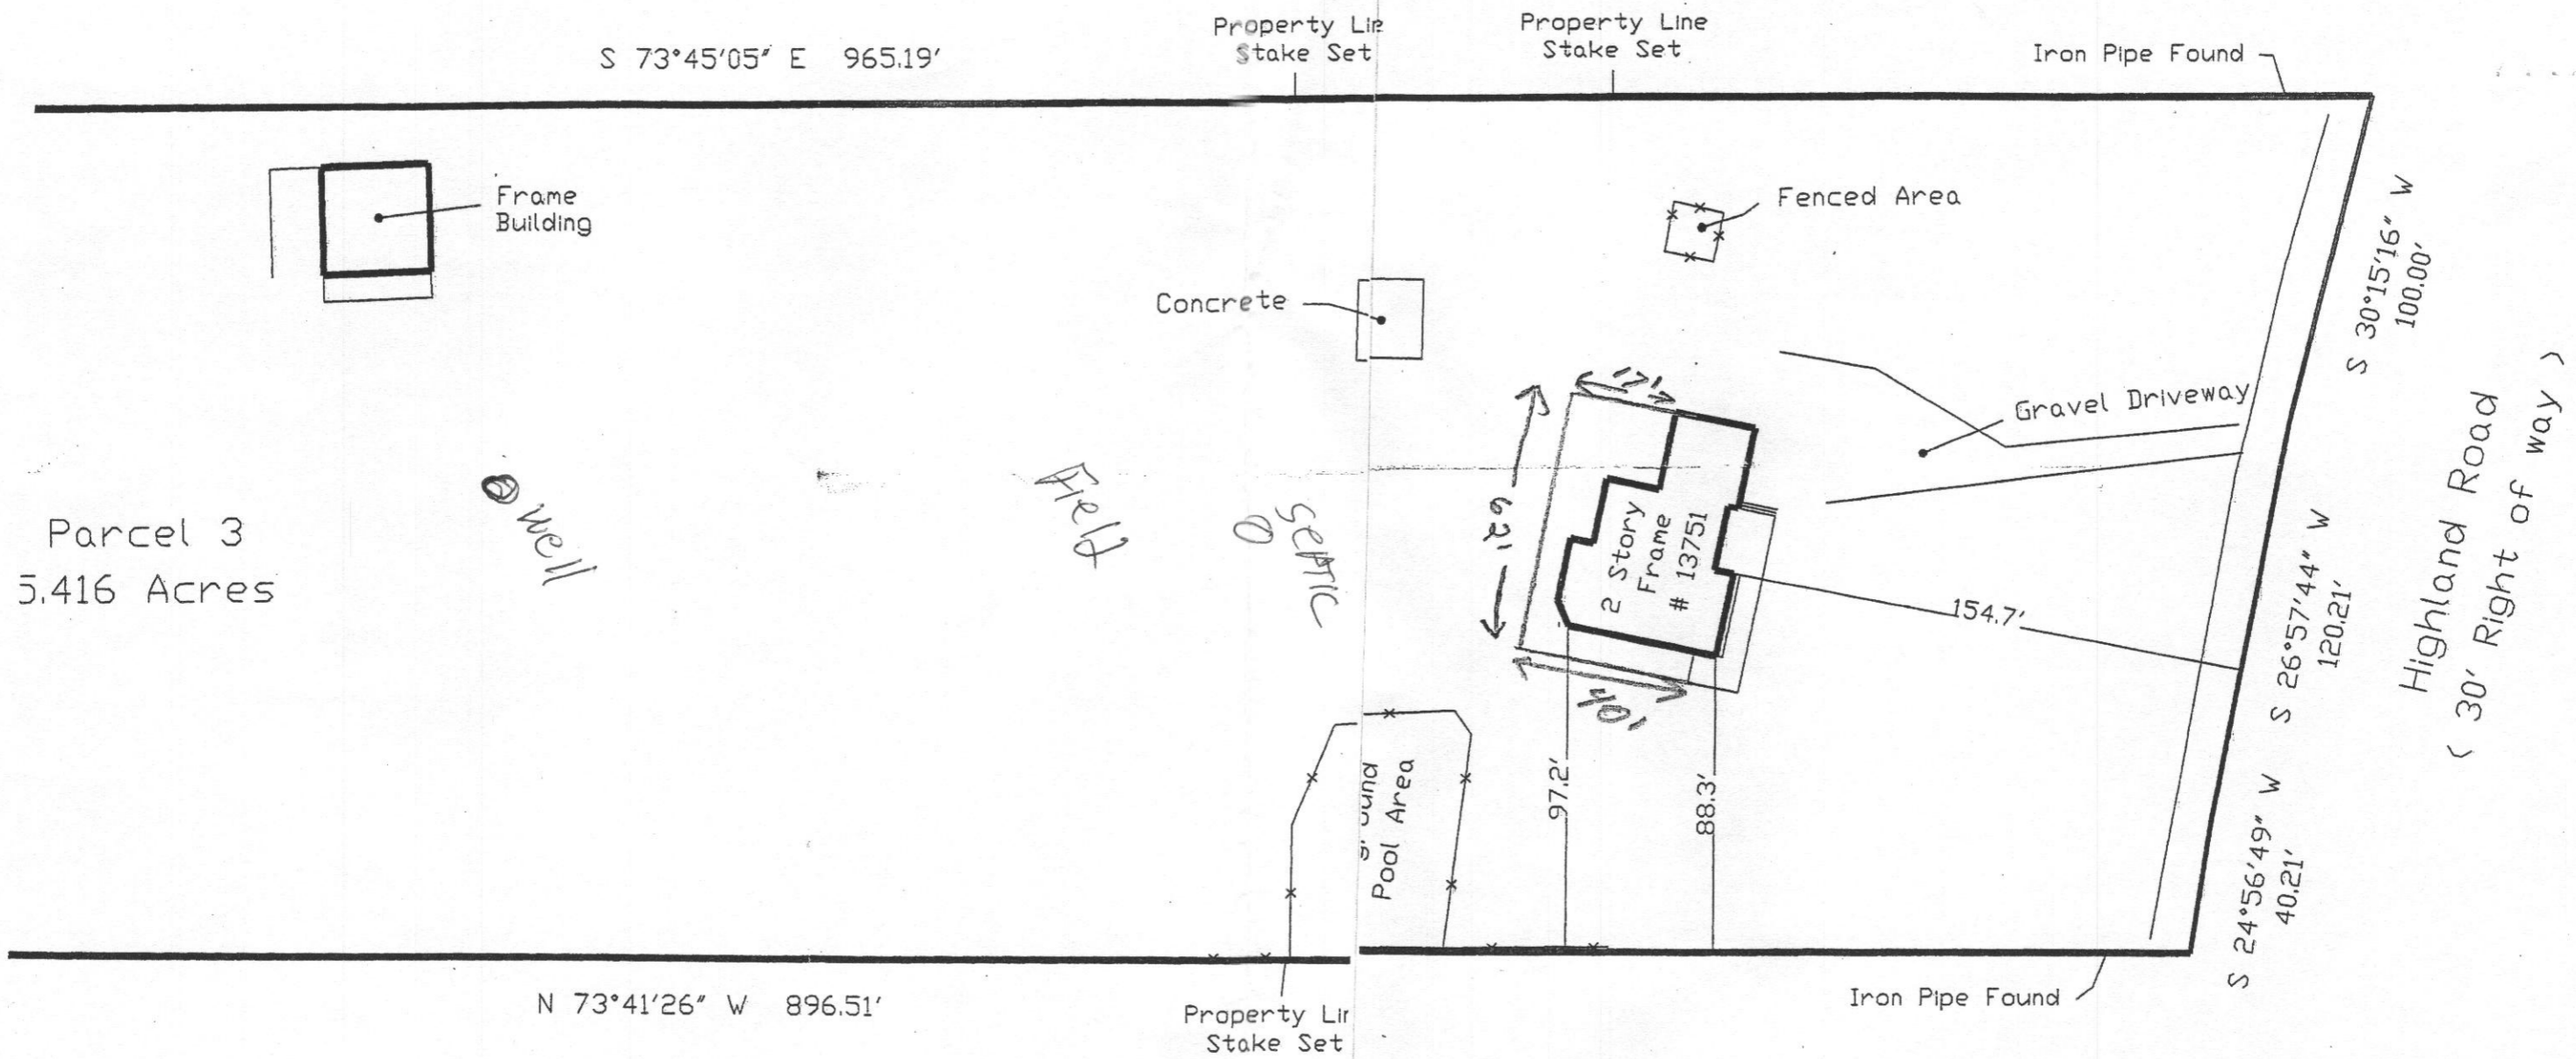 S 73°45'05" E 965.19'
Property Lin
Stake Set
Property Line
Stake Set
Iron Pipe Found
Frame
Building
Fenced Area
Concrete
S 30°15'16" W
100.00'
17'
Gravel Driveway
Highland Road
( 30' Right of way )
Parcel 3
5.416 Acres
well
Field
SEPTIC
62'
2 Story
Frame
# 13751
154.7'
S 26°57'44" W
120.21'
40'
97.2'
88.3'
Pool Area
S 24°56'49" W
40.21'
N 73°41'26" W 896.51'
Property Lin
Stake Set
Iron Pipe Found